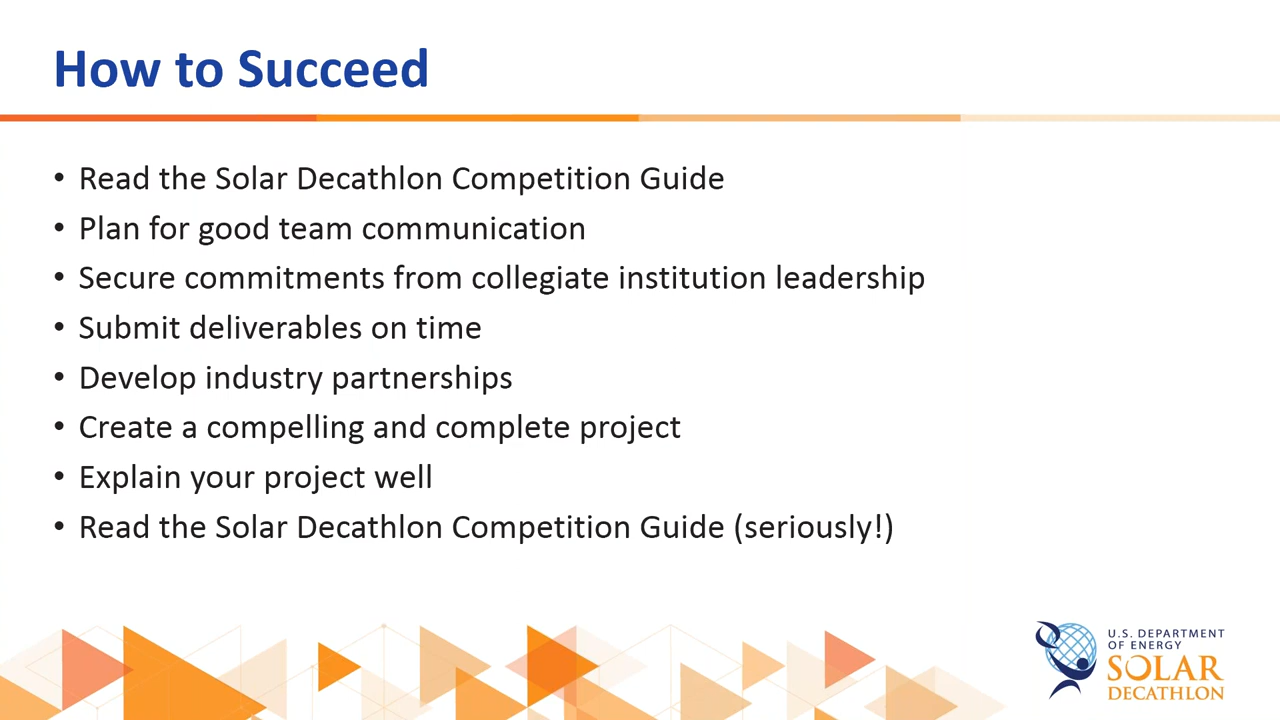 How to Succeed
• Read the Solar Decathlon Competition Guide
• Plan for good team communication
• Secure commitments from collegiate institution leadership
• Submit deliverables on time
• Develop industry partnerships
• Create a compelling and complete project
• Explain your project well
• Read the Solar Decathlon Competition Guide (seriously!)
U.S. DEPARTMENT
OF ENERGY
SOLAR
DECATHLON